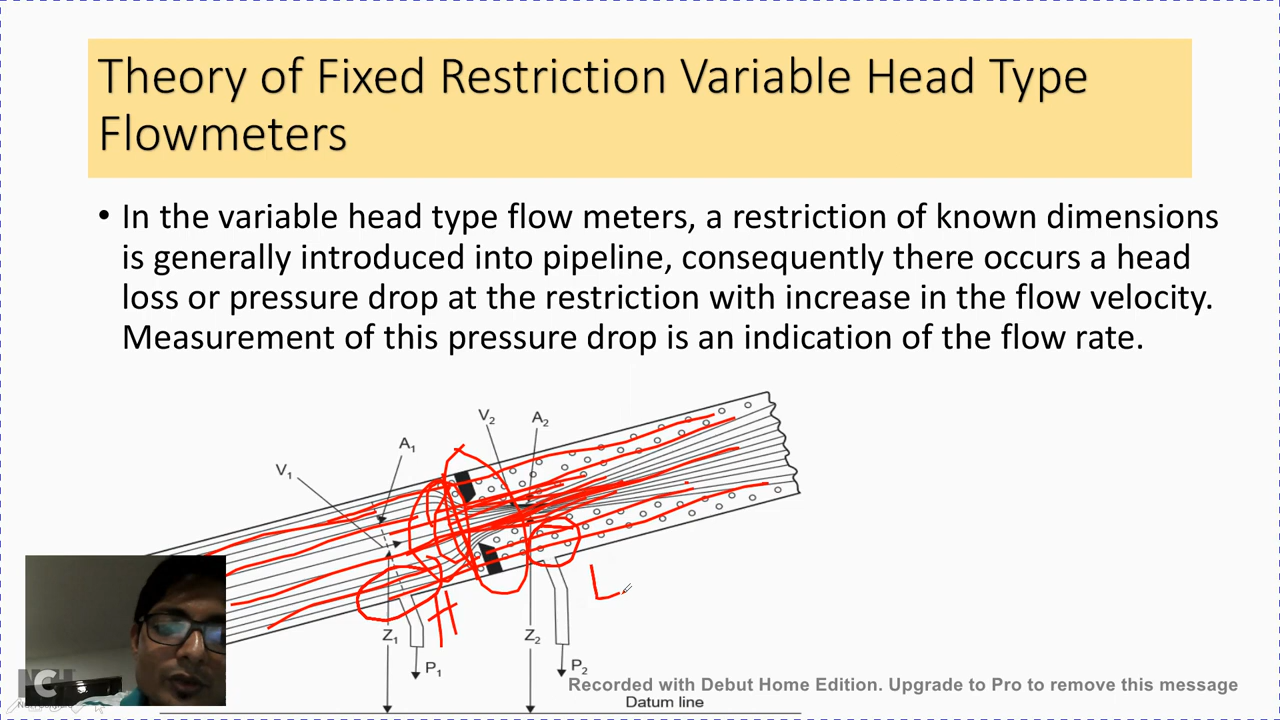 Theory of Fixed Restriction Variable Head Type
Flowmeters
• In the variable head type flow meters, a restriction of known dimensions
is generally introduced into pipeline, consequently there occurs a head
loss or pressure drop at the restriction with increase in the flow velocity.
Measurement of this pressure drop is an indication of the flow rate.
V2
A2
A1
V1
L
H
Z1
Z2
P1
P2
C
Recorded with Debut Home Edition. Upgrade to Pro to remove this message
Datum line